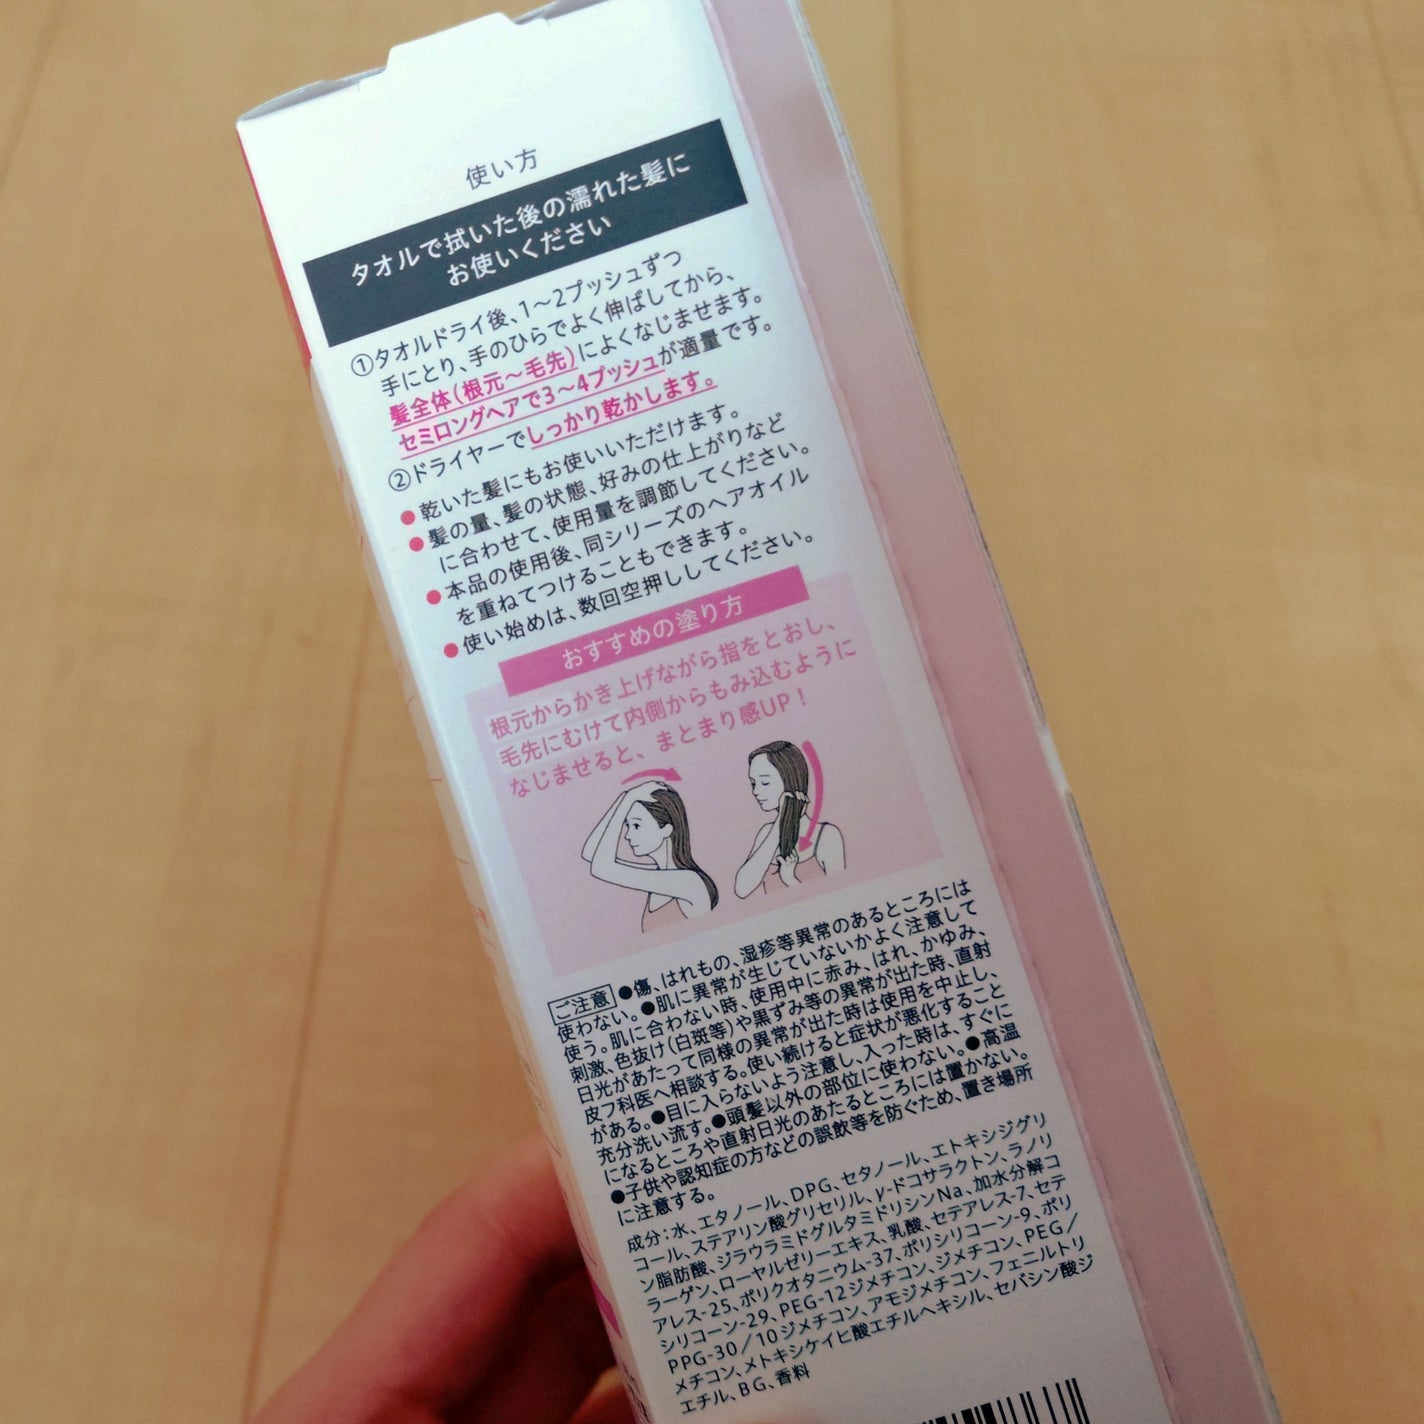 使い方
タオルで拭いた後の濡れた髪に
お使いください
①タオルドライ後、1～2プッシュずつ
手にとり、手のひらでよく伸ばしてから、
髪全体(根元～毛先)によくなじませます。
セミロングヘアで3～4プッシュが適量です。
②ドライヤーでしっかり乾かします。
●乾いた髪にもお使いいただけます。
●髪の量、髪の状態、好みの仕上がりなど
に合わせて、使用量を調節してください。
●本品の使用後、同シリーズのヘアオイル
を重ねてつけることもできます。
●使い始めは、数回空押ししてください。
おすすめの塗り方
根元からかき上げながら指をとおし、
毛先にむけて内側からもみ込むように
なじませると、まとまり感UP！
ご注意 ●傷、はれもの、湿疹等異常のあるところには
使わない。●肌に異常が生じていないかよく注意して
使う。肌に合わない時、使用中に赤み、はれ、かゆみ、
刺激、色抜け(白斑等)や黒ずみ等の異常が出た時、直射
日光があたって同様の異常が出た時は使用を中止し、
皮フ科医へ相談する。使い続けると症状が悪化すること
がある。●目に入らないよう注意し、入った時は、すぐに
充分洗い流す。●頭髪以外の部位に使わない。●高温
になるところや直射日光のあたるところには置かない。
●子供や認知症の方などの誤飲等を防ぐため、置き場所
に注意する。
成分：水、エタノール、DPG、セタノール、エトキシジグリ
コール、ステアリン酸グリセリル、γ-ドコサラクトン、ラノリ
ン脂肪酸、ジラウラミドグルタミドリシンNa、加水分解コ
ラーゲン、ローヤルゼリーエキス、乳酸、セテアレス-7、セテ
アレス-25、ポリクオタニウム-37、ポリシリコーン-9、ポリ
シリコーン-29、PEG-12ジメチコン、ジメチコン、PEG／
PPG-30／10ジメチコン、アモジメチコン、フェニルトリ
メチコン、メトキシケイヒ酸エチルヘキシル、セバシン酸ジ
エチル、BG、香料